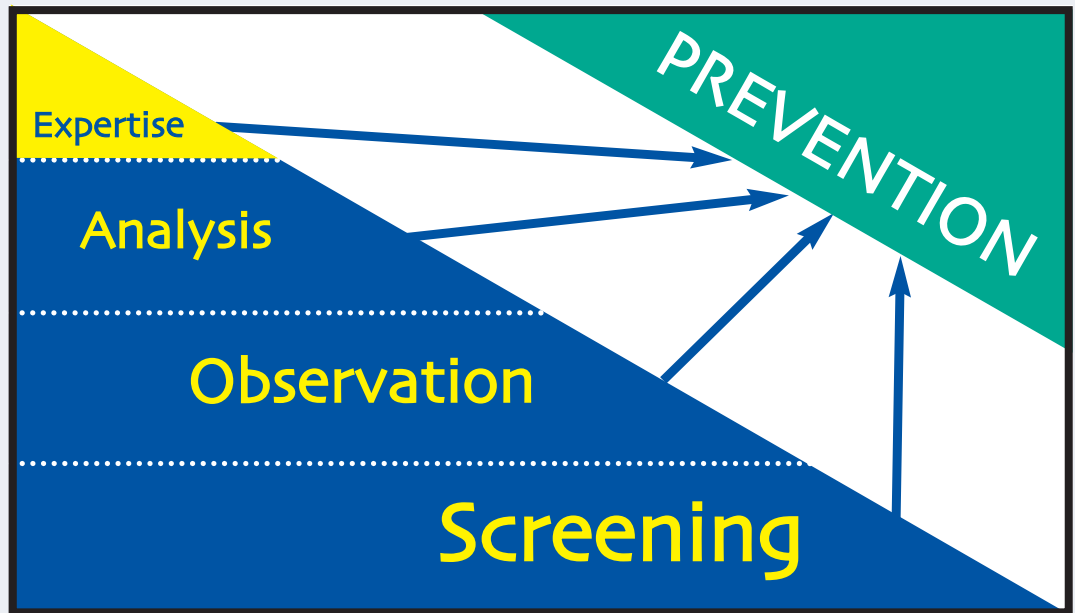 PREVENTION
Expertise
Analysis
Observation
Screening